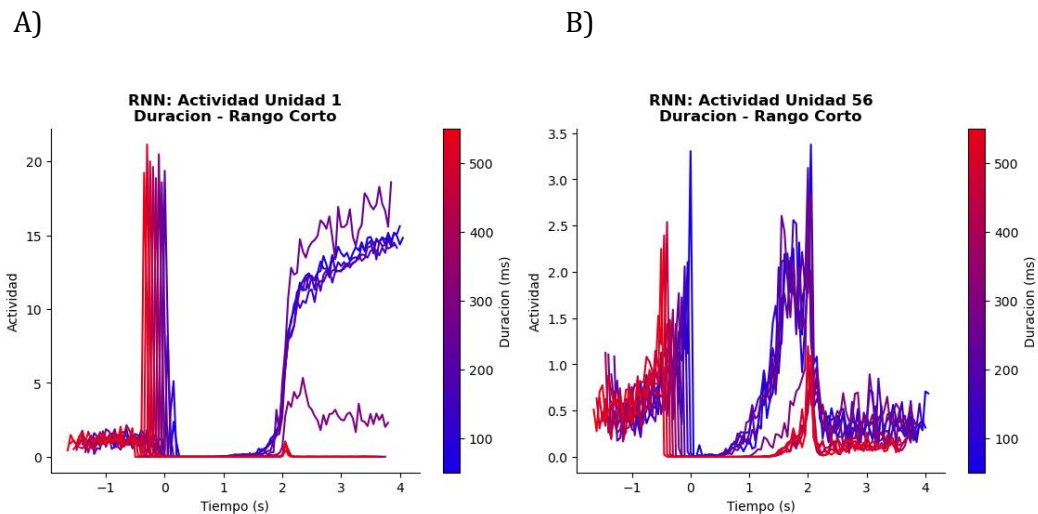 A)
B)
RNN: Actividad Unidad 1
Duracion - Rango Corto
20
15
10
5
0
Actividad
−1
0
1
2
3
4
Tiempo (s)
500
400
300
200
100
Duracion (ms)
RNN: Actividad Unidad 56
Duracion - Rango Corto
3.5
3.0
2.5
2.0
1.5
1.0
0.5
0.0
Actividad
−1
0
1
2
3
4
Tiempo (s)
500
400
300
200
100
Duracion (ms)